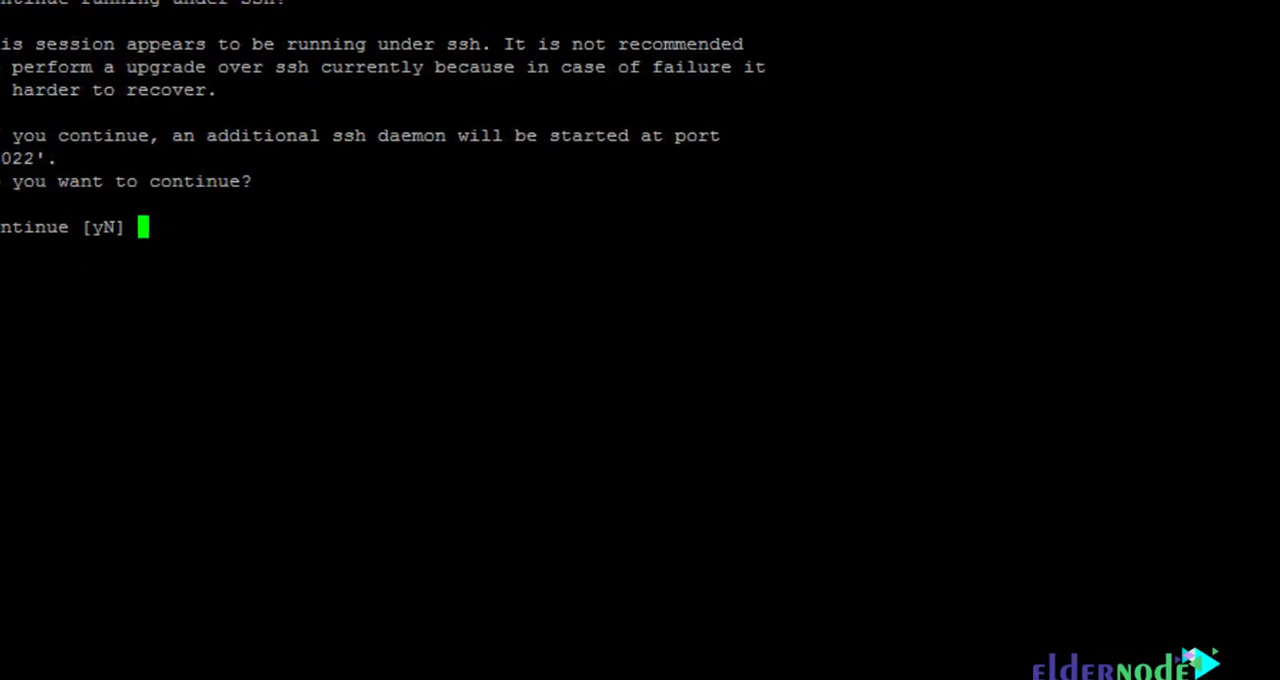 ntinue running under ssh?
is session appears to be running under ssh. It is not recommended
perform a upgrade over ssh currently because in case of failure it
harder to recover.
you continue, an additional ssh daemon will be started at port
022'.
you want to continue?
ntinue [yN]
eldernode